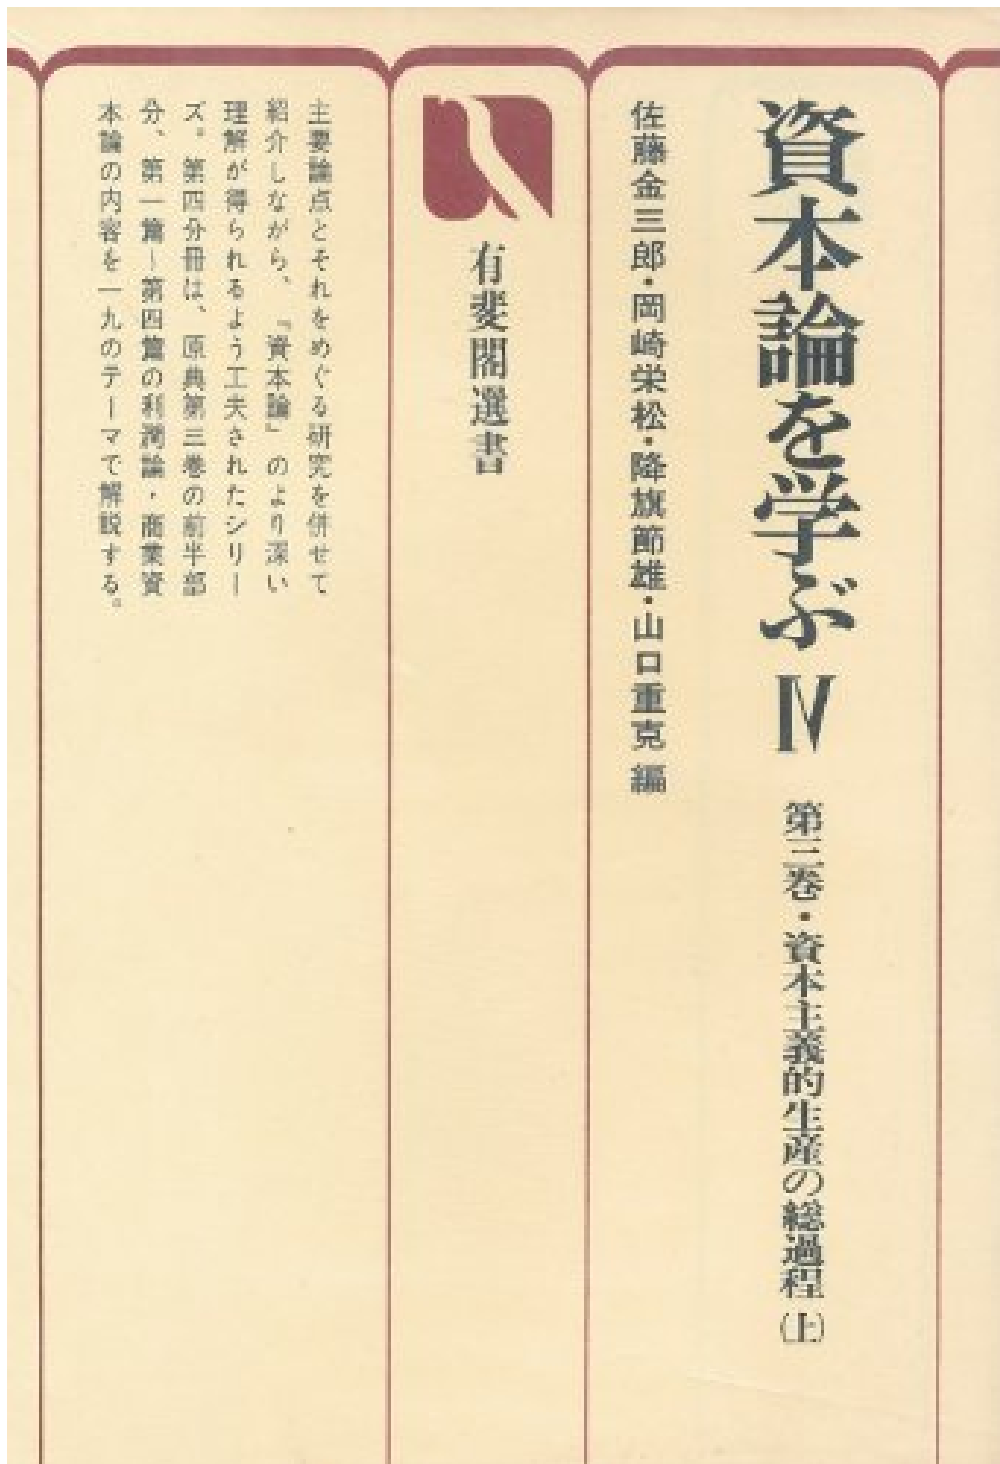 資本論を学ぶ Ⅳ 第三巻・資本主義的生産の総過程(上)
佐藤金三郎・岡崎栄松・降旗節雄・山口重克 編
有斐閣選書
主要論点とそれをめぐる研究を併せて
紹介しながら、『資本論』のより深い
理解が得られるよう工夫されたシリー
ズ。第四分冊は、原典第三巻の前半部
分、第一篇〜第四篇の利潤論・商業資
本論の内容を一九のテーマで解説する。